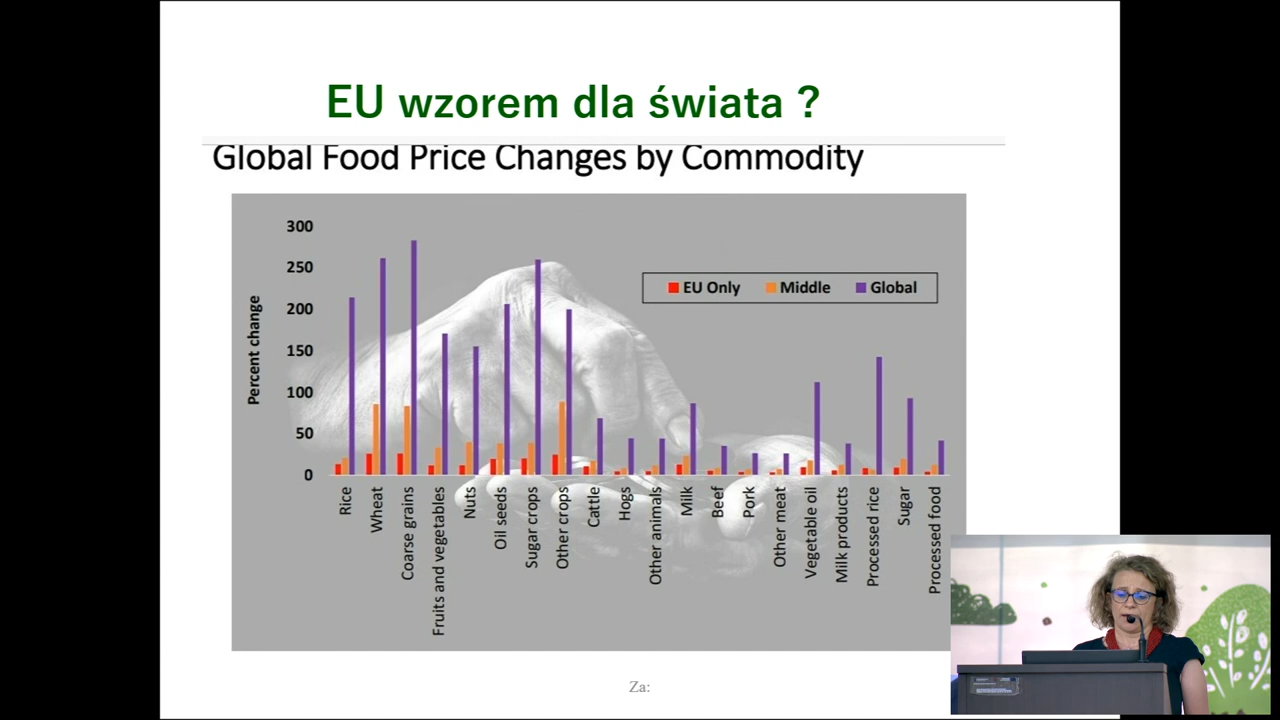 EU wzorem dla świata ?
Global Food Price Changes by Commodity
300
250
200
150
100
50
0
Percent change
EU Only
Middle
Global
Rice
Wheat
Coarse grains
Fruits and vegetables
Nuts
Oil seeds
Sugar crops
Other crops
Cattle
Hogs
Other animals
Milk
Beef
Pork
Other meat
Vegetable oil
Milk products
Processed rice
Sugar
Processed food
Za: